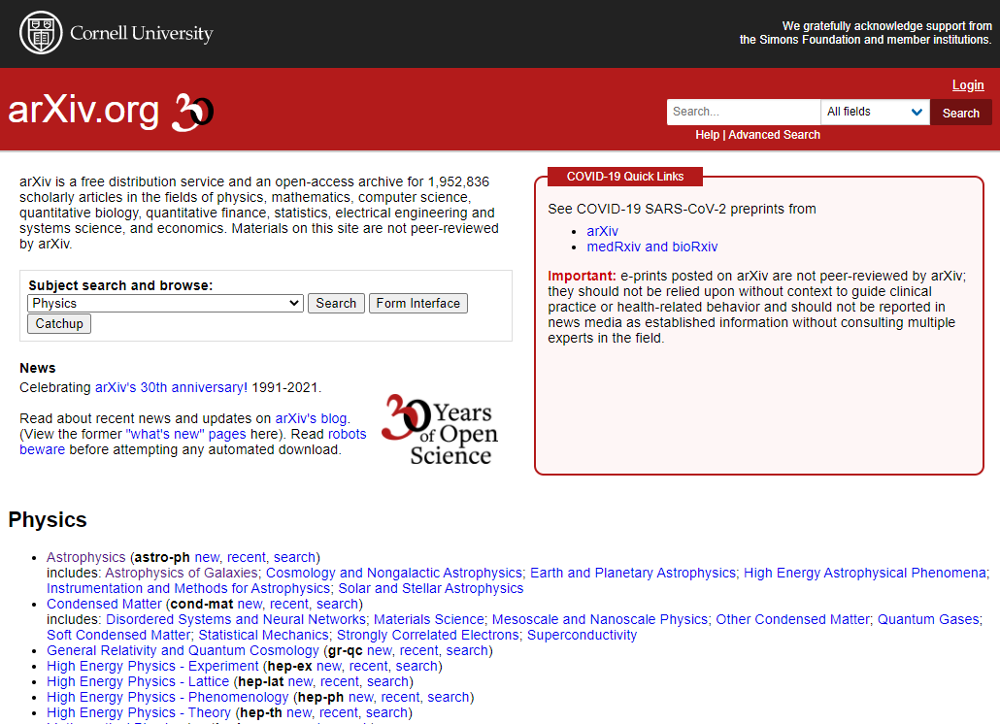 Cornell University
We gratefully acknowledge support from
the Simons Foundation and member institutions.
Login
arXiv.org 30
Search...
All fields
Search
Help | Advanced Search
arXiv is a free distribution service and an open-access archive for 1,952,836
scholarly articles in the fields of physics, mathematics, computer science,
quantitative biology, quantitative finance, statistics, electrical engineering and
systems science, and economics. Materials on this site are not peer-reviewed
by arXiv.
Subject search and browse:
Physics
Search
Form Interface
Catchup
News
Celebrating arXiv's 30th anniversary! 1991-2021.
Read about recent news and updates on arXiv's blog.
(View the former "what's new" pages here). Read robots
beware before attempting any automated download.
30 Years
of Open
Science
COVID-19 Quick Links
See COVID-19 SARS-CoV-2 preprints from
• arXiv
• medRxiv and bioRxiv
Important: e-prints posted on arXiv are not peer-reviewed by arXiv;
they should not be relied upon without context to guide clinical
practice or health-related behavior and should not be reported in
news media as established information without consulting multiple
experts in the field.
Physics
• Astrophysics (astro-ph new, recent, search)
includes: Astrophysics of Galaxies; Cosmology and Nongalactic Astrophysics; Earth and Planetary Astrophysics; High Energy Astrophysical Phenomena;
Instrumentation and Methods for Astrophysics; Solar and Stellar Astrophysics
• Condensed Matter (cond-mat new, recent, search)
includes: Disordered Systems and Neural Networks; Materials Science; Mesoscale and Nanoscale Physics; Other Condensed Matter; Quantum Gases;
Soft Condensed Matter; Statistical Mechanics; Strongly Correlated Electrons; Superconductivity
• General Relativity and Quantum Cosmology (gr-qc new, recent, search)
• High Energy Physics - Experiment (hep-ex new, recent, search)
• High Energy Physics - Lattice (hep-lat new, recent, search)
• High Energy Physics - Phenomenology (hep-ph new, recent, search)
• High Energy Physics - Theory (hep-th new, recent, search)